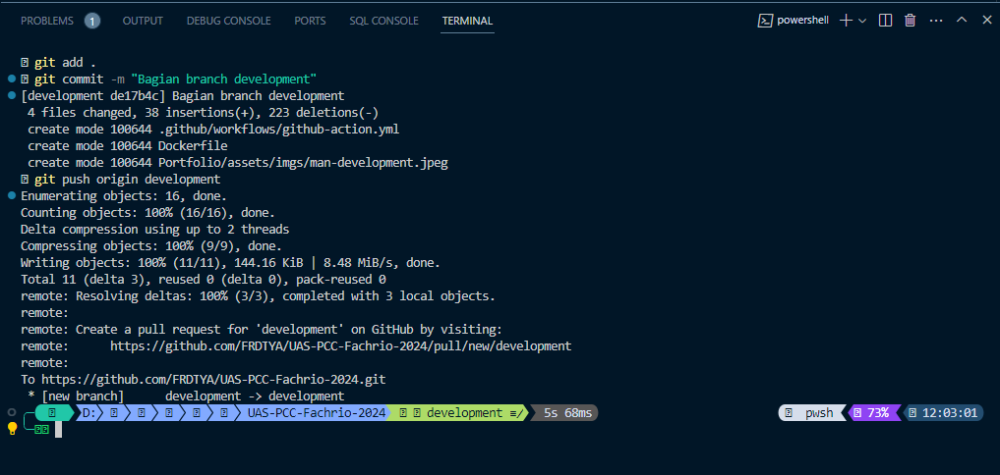 PROBLEMS 1 OUTPUT DEBUG CONSOLE PORTS SQL CONSOLE TERMINAL powershell
git add .
git commit -m "Bagian branch development"
[development de17b4c] Bagian branch development
4 files changed, 38 insertions(+), 223 deletions(-)
create mode 100644 .github/workflows/github-action.yml
create mode 100644 Dockerfile
create mode 100644 Portfolio/assets/imgs/man-development.jpeg
git push origin development
Enumerating objects: 16, done.
Counting objects: 100% (16/16), done.
Delta compression using up to 2 threads
Compressing objects: 100% (9/9), done.
Writing objects: 100% (11/11), 144.16 KiB | 8.48 MiB/s, done.
Total 11 (delta 3), reused 0 (delta 0), pack-reused 0
remote: Resolving deltas: 100% (3/3), completed with 3 local objects.
remote:
remote: Create a pull request for 'development' on GitHub by visiting:
remote:      https://github.com/FRDTYA/UAS-PCC-Fachrio-2024/pull/new/development
remote:
To https://github.com/FRDTYA/UAS-PCC-Fachrio-2024.git
* [new branch]      development -> development
D: UAS-PCC-Fachrio-2024 development ≡/ 5s 68ms pwsh 73% 12:03:01